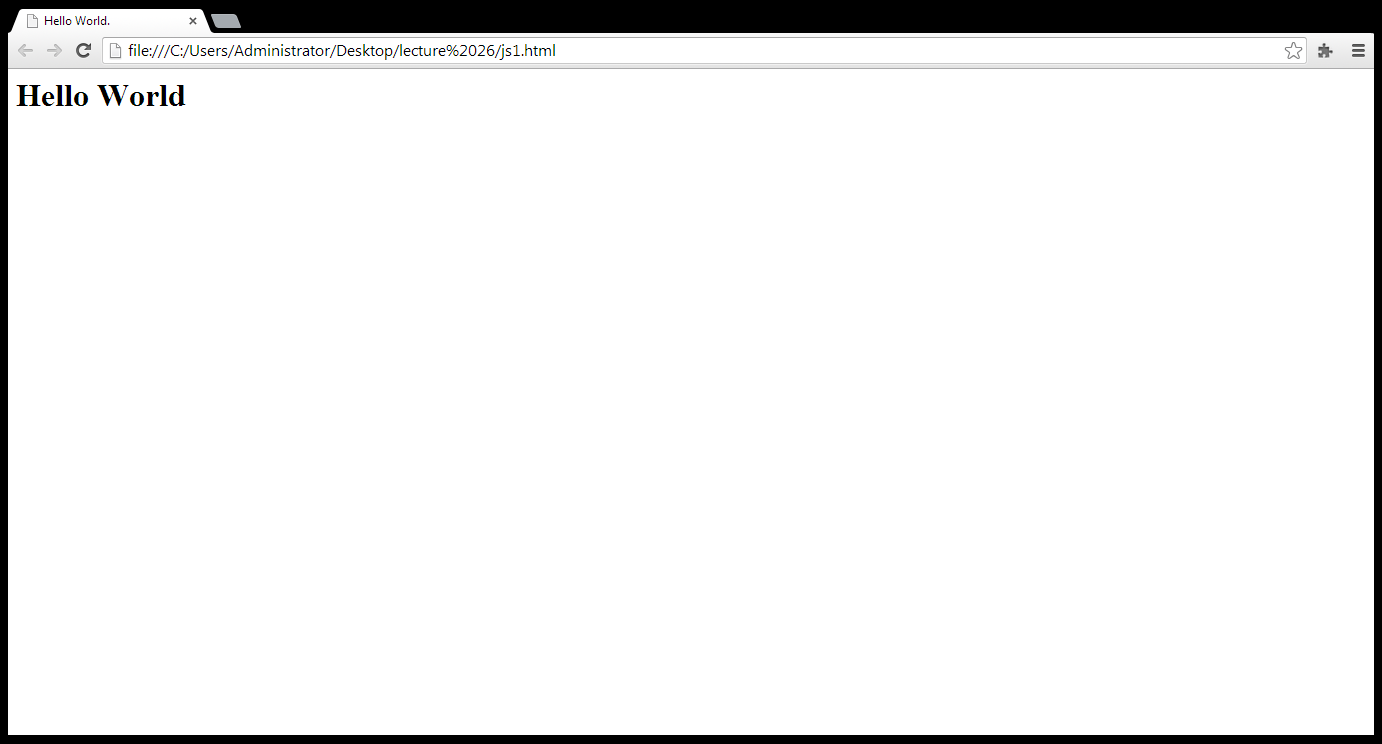 Hello World.
file:///C:/Users/Administrator/Desktop/lecture%2026/js1.html
Hello World